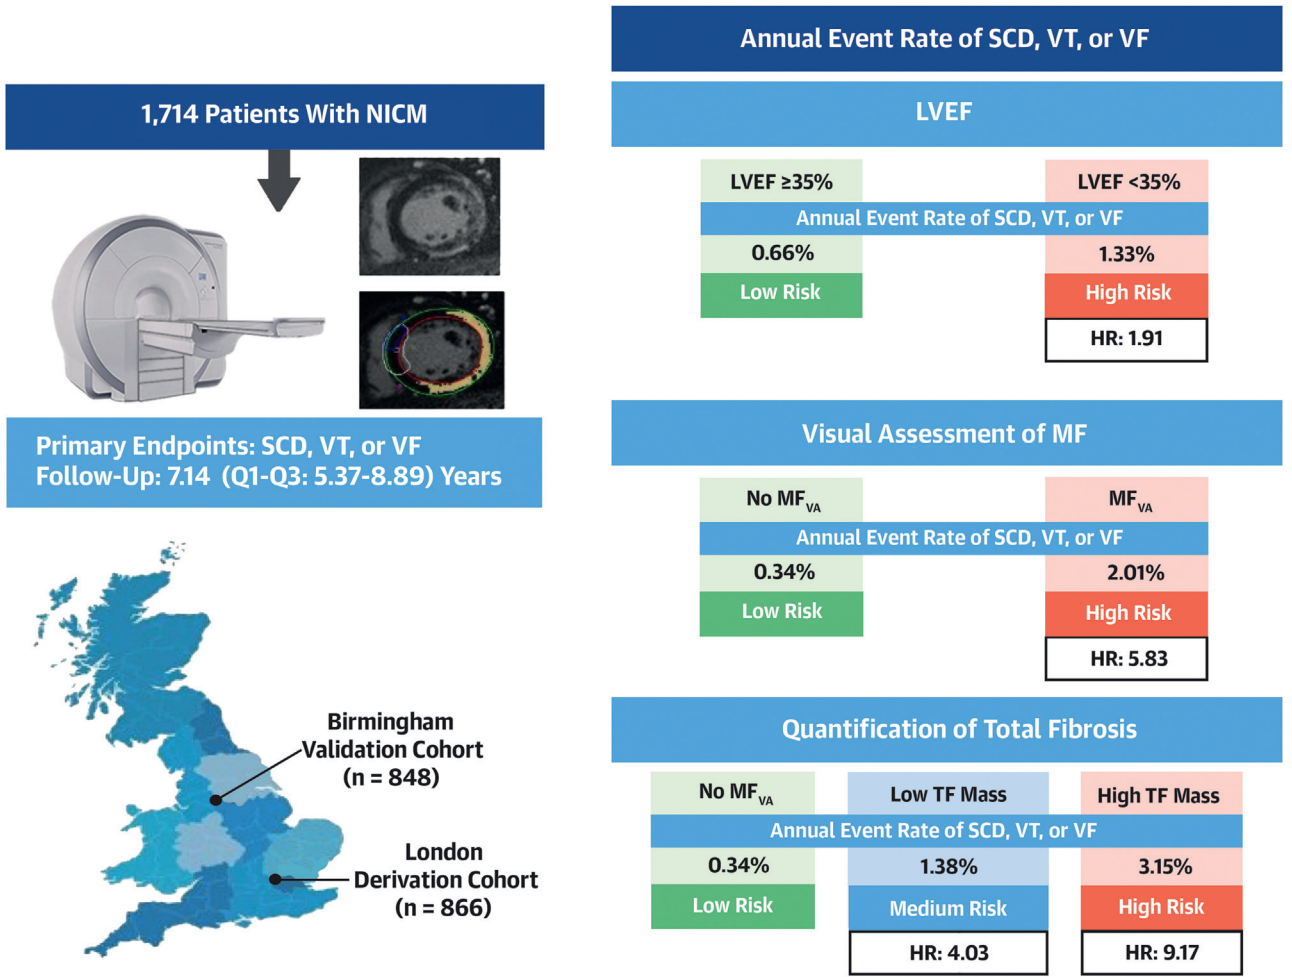 1,714 Patients With NICM
Primary Endpoints: SCD, VT, or VF
Follow-Up: 7.14 (Q1-Q3: 5.37-8.89) Years
Birmingham
Validation Cohort
(n = 848)
London
Derivation Cohort
(n = 866)
Annual Event Rate of SCD, VT, or VF
LVEF
LVEF ≥35%
LVEF <35%
Annual Event Rate of SCD, VT, or VF
0.66%
1.33%
Low Risk
High Risk
HR: 1.91
Visual Assessment of MF
No MFVA
MFVA
Annual Event Rate of SCD, VT, or VF
0.34%
2.01%
Low Risk
High Risk
HR: 5.83
Quantification of Total Fibrosis
No MFVA
Low TF Mass
High TF Mass
Annual Event Rate of SCD, VT, or VF
0.34%
1.38%
3.15%
Low Risk
Medium Risk
High Risk
HR: 4.03
HR: 9.17